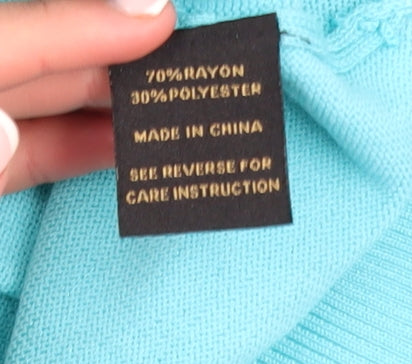 70%RAYON
30%POLYESTER
MADE IN CHINA
SEE REVERSE FOR
CARE INSTRUCTION